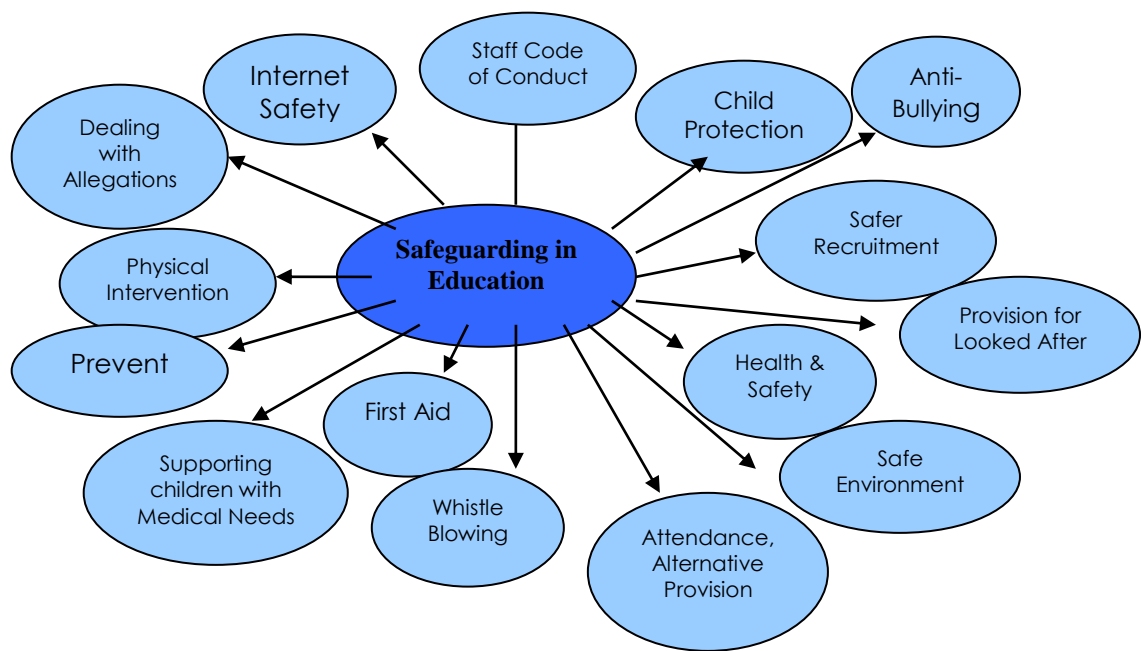 Staff Code
of Conduct
Internet
Safety
Anti-
Bullying
Child
Protection
Dealing
with
Allegations
Safer
Recruitment
Safeguarding in
Education
Physical
Intervention
Provision for
Looked After
Prevent
Health &
Safety
First Aid
Supporting
children with
Medical Needs
Safe
Environment
Whistle
Blowing
Attendance,
Alternative
Provision